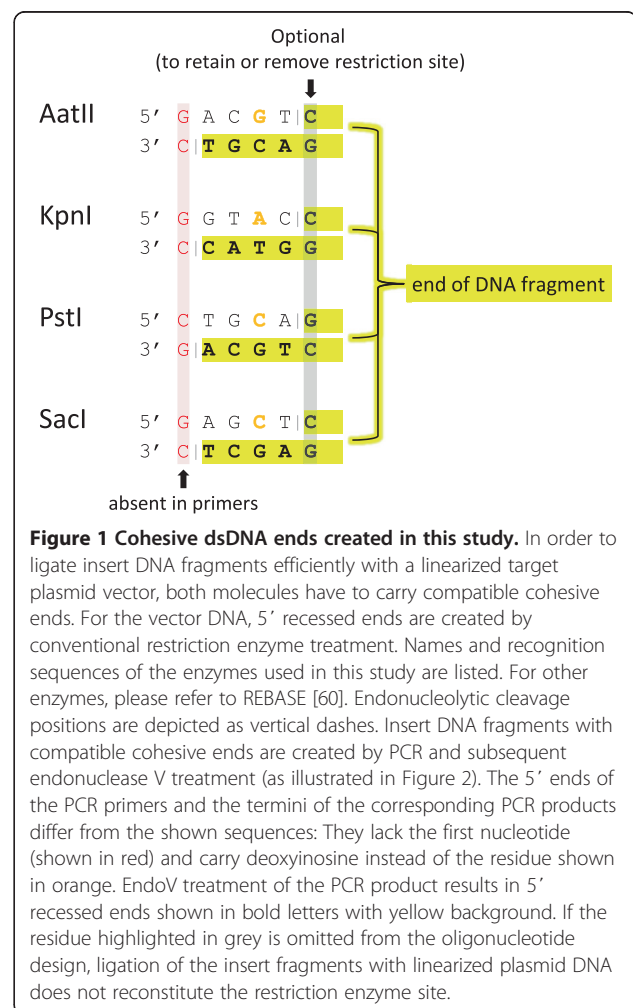 Optional
(to retain or remove restriction site)
AatII
5′ G A C G T|C
3′ C|T G C A G
KpnI
5′ G G T A C|C
3′ C|C A T G G
end of DNA fragment
PstI
5′ C T G C A|G
3′ G|A C G T C
SacI
5′ G A G C T|C
3′ C|T C G A G
absent in primers
Figure 1 Cohesive dsDNA ends created in this study. In order to
ligate insert DNA fragments efficiently with a linearized target
plasmid vector, both molecules have to carry compatible cohesive
ends. For the vector DNA, 5′ recessed ends are created by
conventional restriction enzyme treatment. Names and recognition
sequences of the enzymes used in this study are listed. For other
enzymes, please refer to REBASE [60]. Endonucleolytic cleavage
positions are depicted as vertical dashes. Insert DNA fragments with
compatible cohesive ends are created by PCR and subsequent
endonuclease V treatment (as illustrated in Figure 2). The 5′ ends of
the PCR primers and the termini of the corresponding PCR products
differ from the shown sequences: They lack the first nucleotide
(shown in red) and carry deoxyinosine instead of the residue shown
in orange. EndoV treatment of the PCR product results in 5′
recessed ends shown in bold letters with yellow background. If the
residue highlighted in grey is omitted from the oligonucleotide
design, ligation of the insert fragments with linearized plasmid DNA
does not reconstitute the restriction enzyme site.